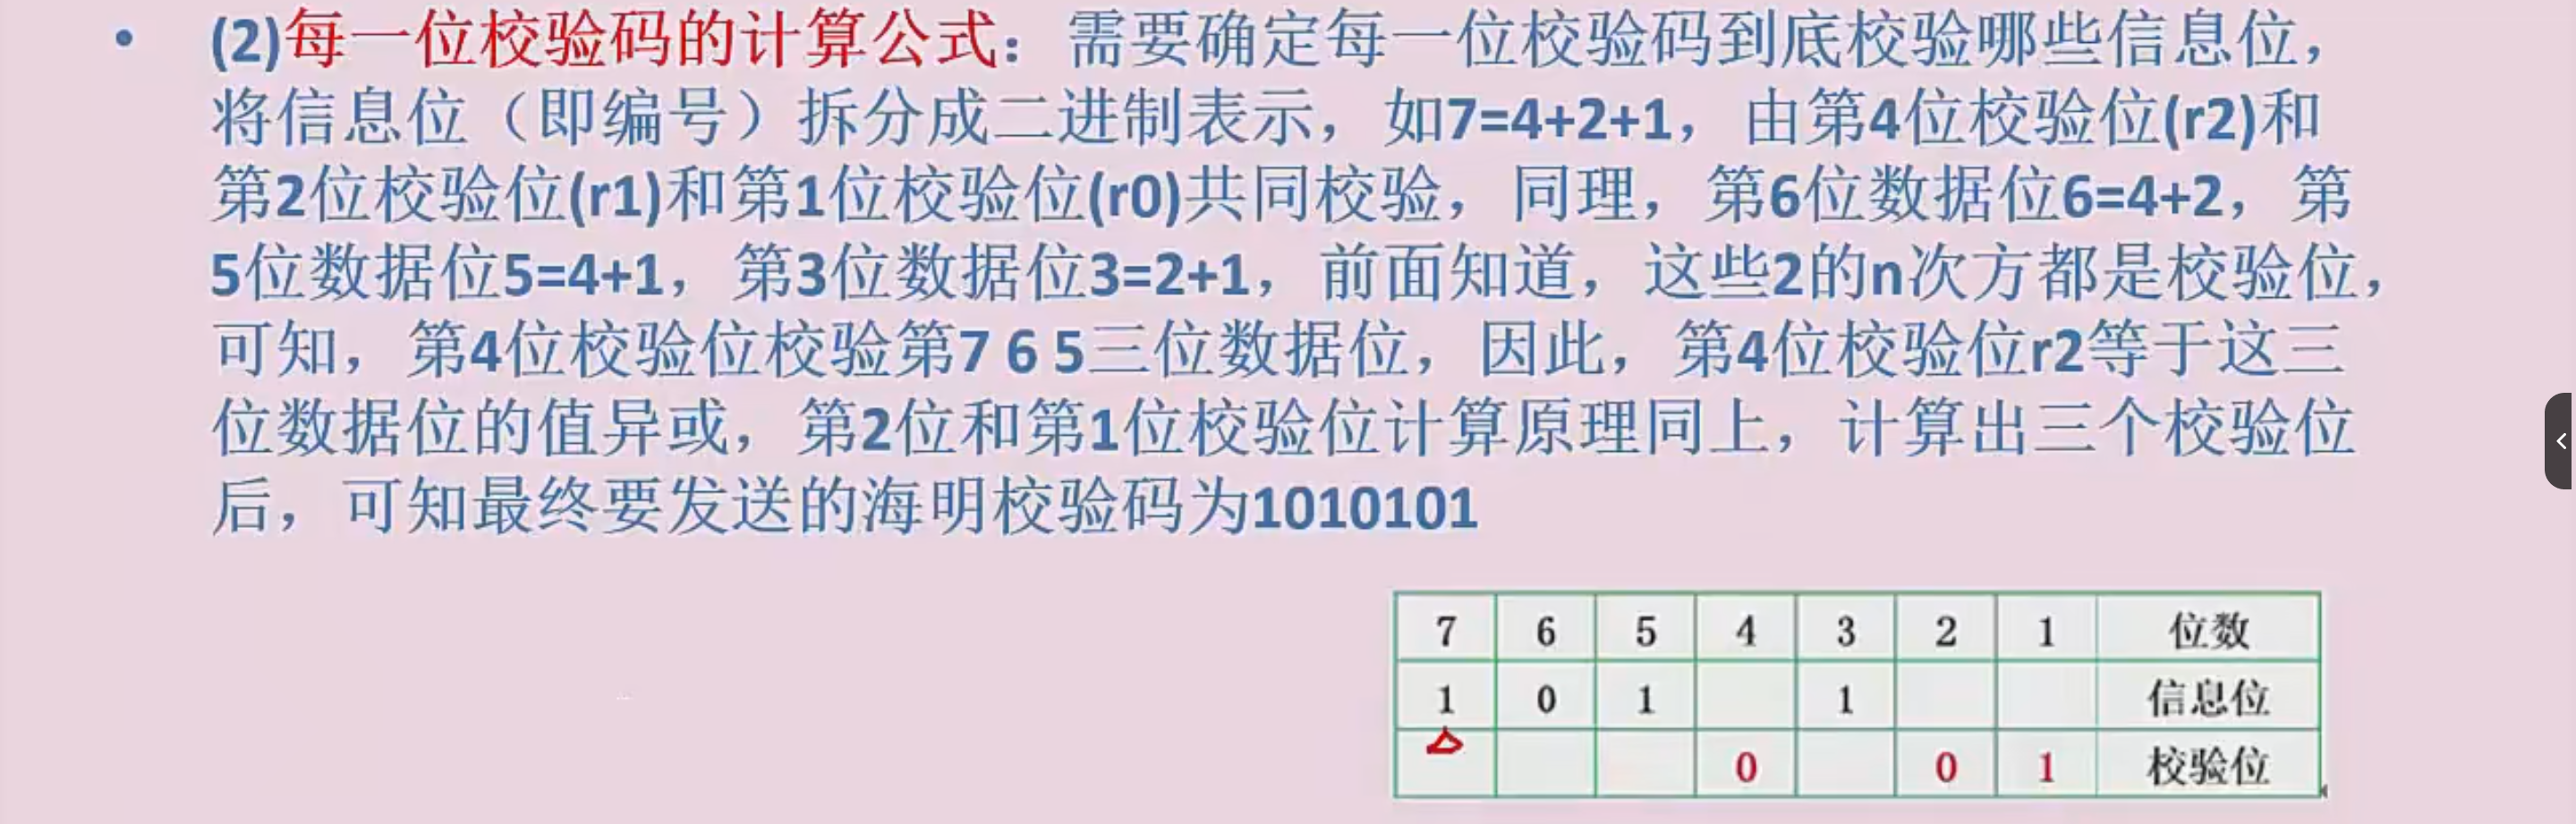 • (2)每一位校验码的计算公式：需要确定每一位校验码到底校验哪些信息位，
将信息位（即编号）拆分成二进制表示，如7=4+2+1，由第4位校验位(r2)和
第2位校验位(r1)和第1位校验位(r0)共同校验，同理，第6位数据位6=4+2，第
5位数据位5=4+1，第3位数据位3=2+1，前面知道，这些2的n次方都是校验位，
可知，第4位校验位校验第7 6 5三位数据位，因此，第4位校验位r2等于这三
位数据位的值异或，第2位和第1位校验位计算原理同上，计算出三个校验位
后，可知最终要发送的海明校验码为1010101
7 6 5 4 3 2 1 位数
1 0 1 1 信息位
0 0 1 校验位